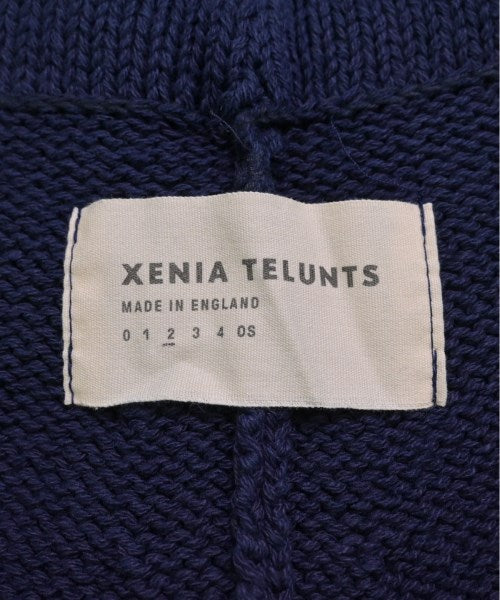 XENIA TELUNTS
MADE IN ENGLAND
0 1 2 3 4 OS